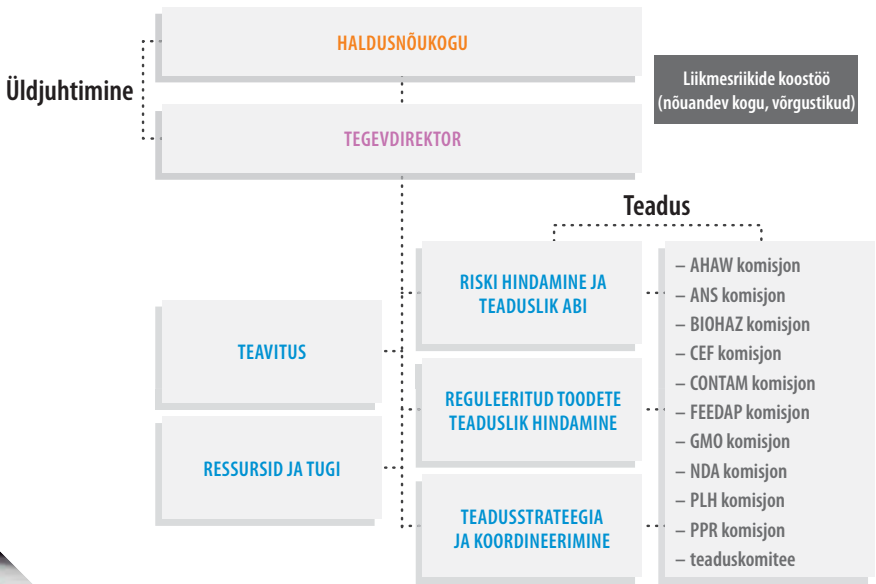 HALDUSNÕUKOGU
Üldjuhtimine
Liikmesriikide koostöö
(nõuandev kogu, võrgustikud)
TEGEVDIREKTOR
Teadus
RISKI HINDAMINE JA
TEADUSLIK ABI
TEAVITUS
REGULEERITUD TOODETE
TEADUSLIK HINDAMINE
RESSURSID JA TUGI
TEADUSSTRATEEGIA
JA KOORDINEERIMINE
– AHAW komisjon
– ANS komisjon
– BIOHAZ komisjon
– CEF komisjon
– CONTAM komisjon
– FEEDAP komisjon
– GMO komisjon
– NDA komisjon
– PLH komisjon
– PPR komisjon
– teaduskomitee